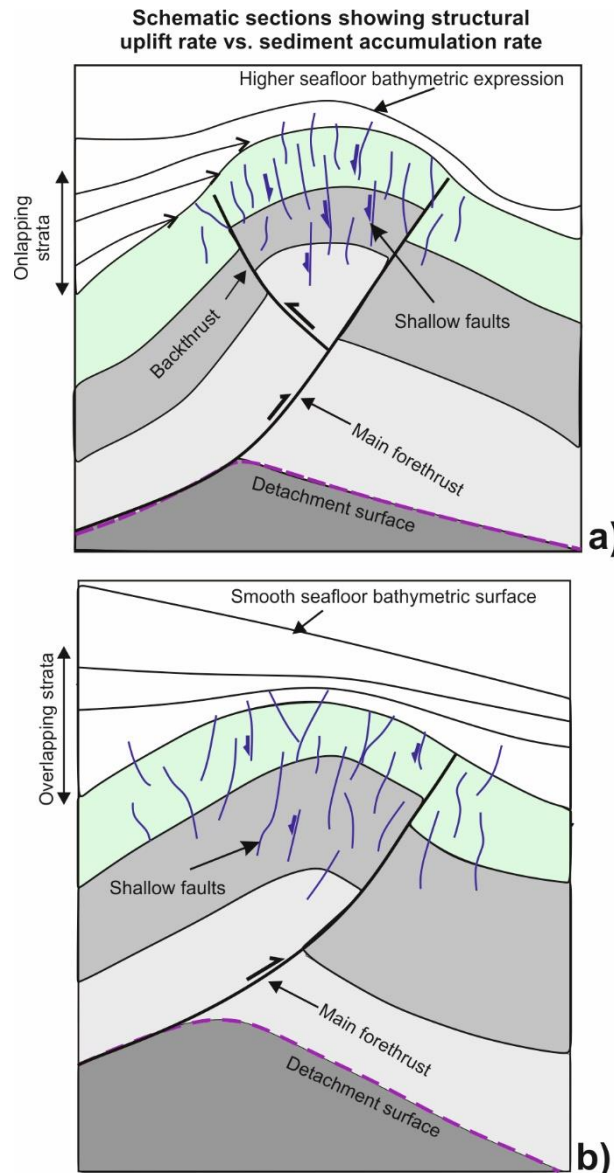 Schematic sections showing structural
uplift rate vs. sediment accumulation rate
Higher seafloor bathymetric expression
Onlapping
strata
Backthrust
Shallow faults
Main forethrust
Detachment surface
a)
Smooth seafloor bathymetric surface
Overlapping strata
Shallow faults
Main forethrust
Detachment surface
b)